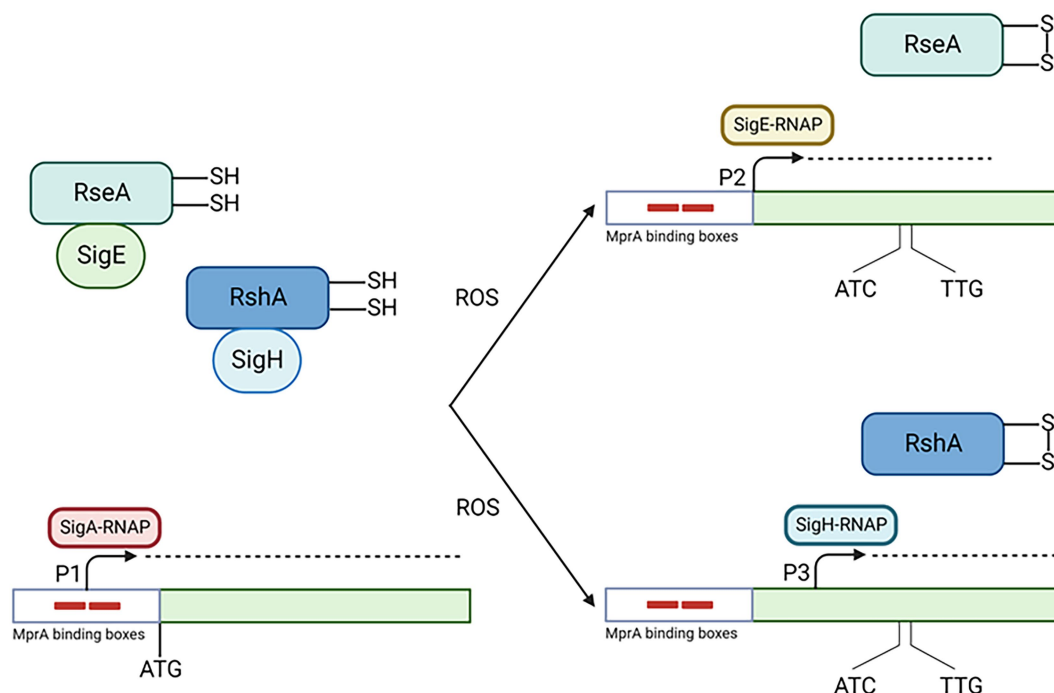 RseA
SH
SH
SigE
RshA
SH
SH
SigH
SigA-RNAP
P1
MprA binding boxes
ATG
ROS
ROS
RseA
S
S
SigE-RNAP
P2
MprA binding boxes
ATC
TTG
RshA
S
S
SigH-RNAP
P3
MprA binding boxes
ATC
TTG